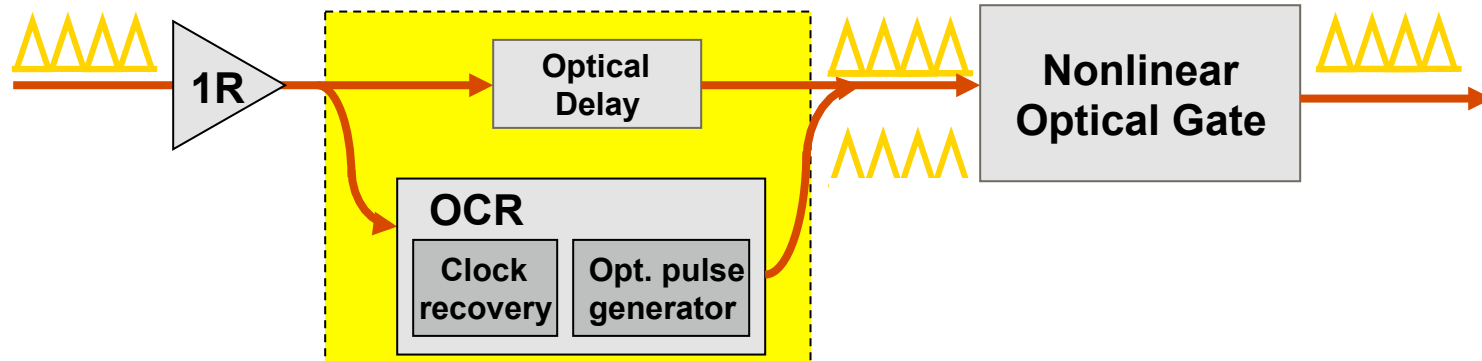 1R
Optical
Delay
Nonlinear
Optical Gate
OCR
Clock
recovery
Opt. pulse
generator